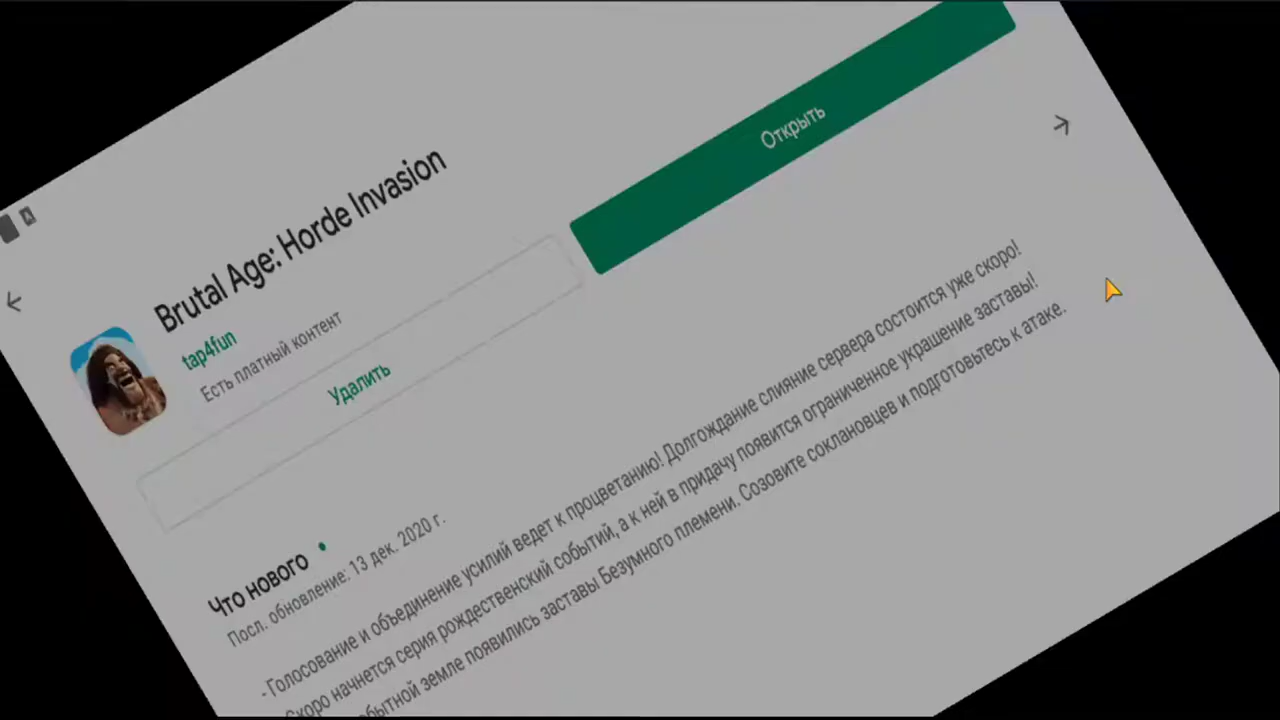 Brutal Age: Horde Invasion
tap4fun
Есть платный контент
Удалить
Открыть
Что нового
Посл. обновление: 13 дек. 2020 г.
- Голосование и объединение усилий ведет к процветанию! Долгождание слияние сервера состоится уже скоро!
Скоро начнется серия рождественский событий, а к ней в придачу появится ограниченное украшение заставы!
земле появились заставы Безумного племени. Созовите соклановцев и подготовьтесь к атаке.